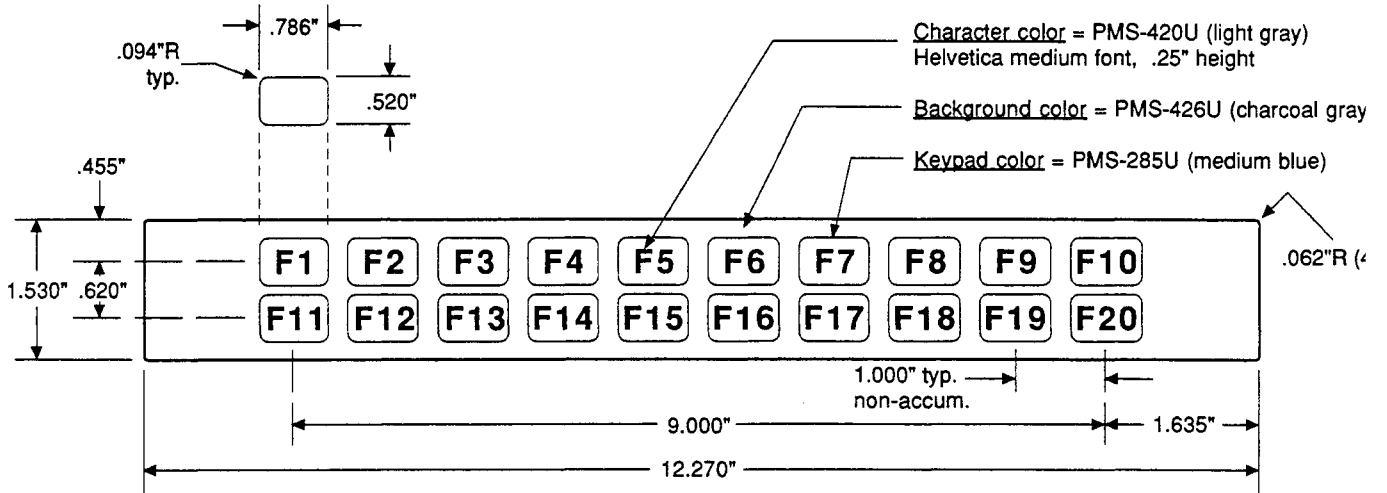 .786"
.094"R
typ.
.520"
Character color = PMS-420U (light gray)
Helvetica medium font, .25" height
Background color = PMS-426U (charcoal gray
Keypad color = PMS-285U (medium blue)
.455"
.062"R (4
1.530"
.620"
F1 F2 F3 F4 F5 F6 F7 F8 F9 F10
F11 F12 F13 F14 F15 F16 F17 F18 F19 F20
1.000" typ.
non-accum.
9.000"
1.635"
12.270"